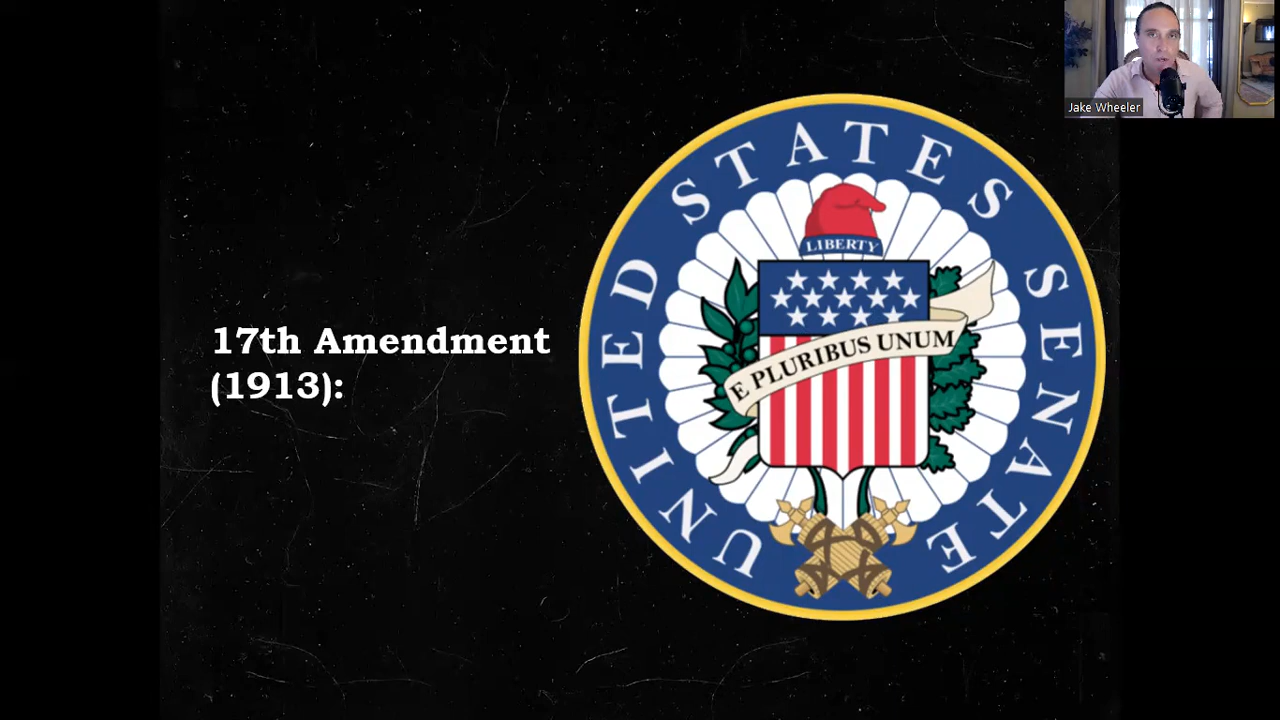 Jake Wheeler
UNITED STATES SENATE
LIBERTY
E PLURIBUS UNUM
17th Amendment
(1913):